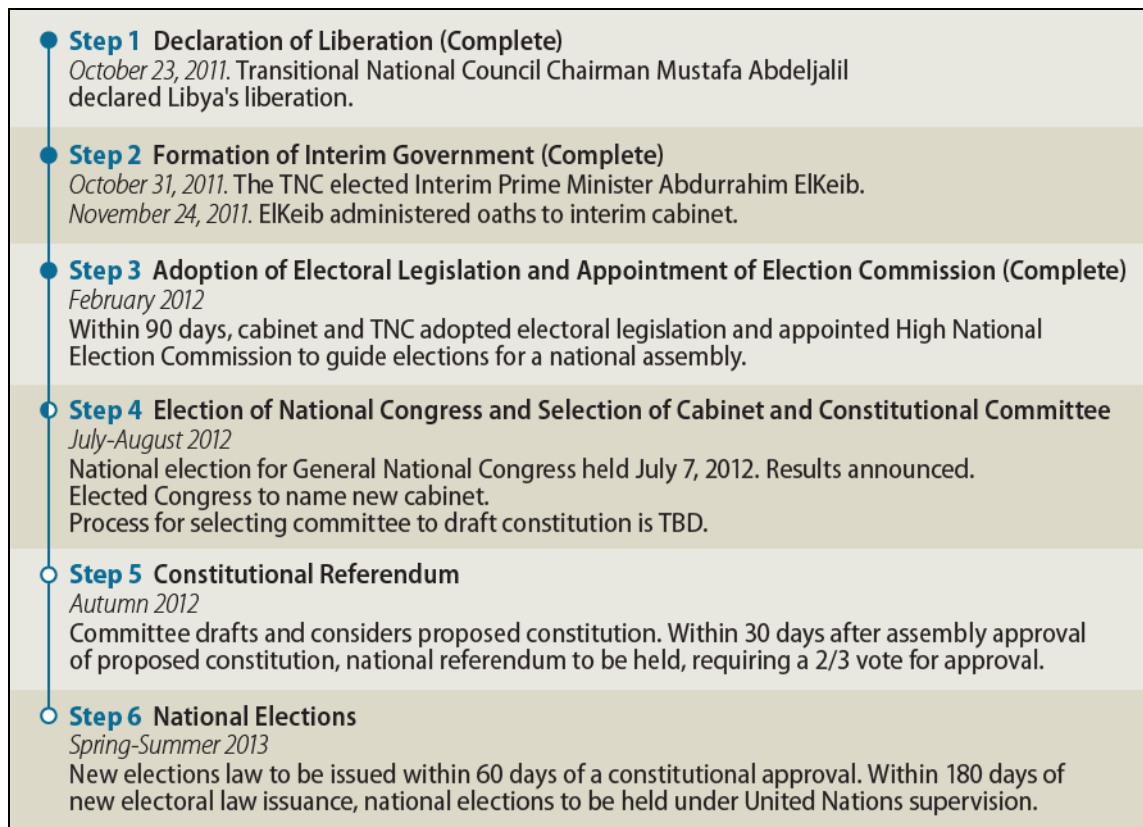 Step 1 Declaration of Liberation (Complete)
October 23, 2011. Transitional National Council Chairman Mustafa Abdeljalil
declared Libya's liberation.
Step 2 Formation of Interim Government (Complete)
October 31, 2011. The TNC elected Interim Prime Minister Abdurrahim ElKeib.
November 24, 2011. ElKeib administered oaths to interim cabinet.
Step 3 Adoption of Electoral Legislation and Appointment of Election Commission (Complete)
February 2012
Within 90 days, cabinet and TNC adopted electoral legislation and appointed High National
Election Commission to guide elections for a national assembly.
Step 4 Election of National Congress and Selection of Cabinet and Constitutional Committee
July-August 2012
National election for General National Congress held July 7, 2012. Results announced.
Elected Congress to name new cabinet.
Process for selecting committee to draft constitution is TBD.
Step 5 Constitutional Referendum
Autumn 2012
Committee drafts and considers proposed constitution. Within 30 days after assembly approval
of proposed constitution, national referendum to be held, requiring a 2/3 vote for approval.
Step 6 National Elections
Spring-Summer 2013
New elections law to be issued within 60 days of a constitutional approval. Within 180 days of
new electoral law issuance, national elections to be held under United Nations supervision.